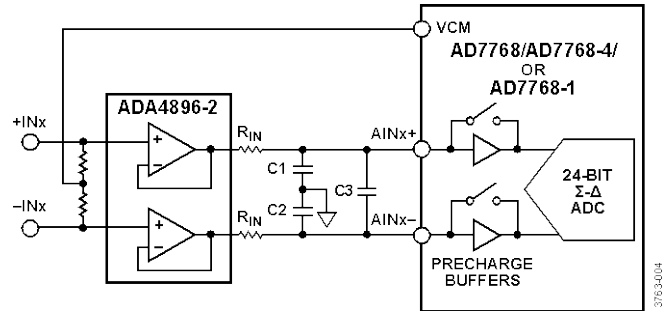 VCM
AD7768/AD7768-4/
OR
AD7768-1
ADA4896-2
+INx
+
−
RIN
AINx+
C1
C3
24-BIT
Σ-Δ
ADC
C2
−INx
+
−
RIN
AINx−
PRECHARGE
BUFFERS
3763-004